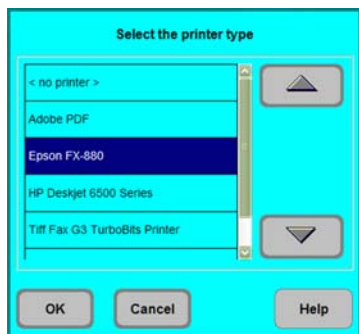 Select the printer type
< no printer >
Adobe PDF
Epson FX-880
HP Deskjet 6500 Series
Tiff Fax G3 TurboBits Printer
OK
Cancel
Help